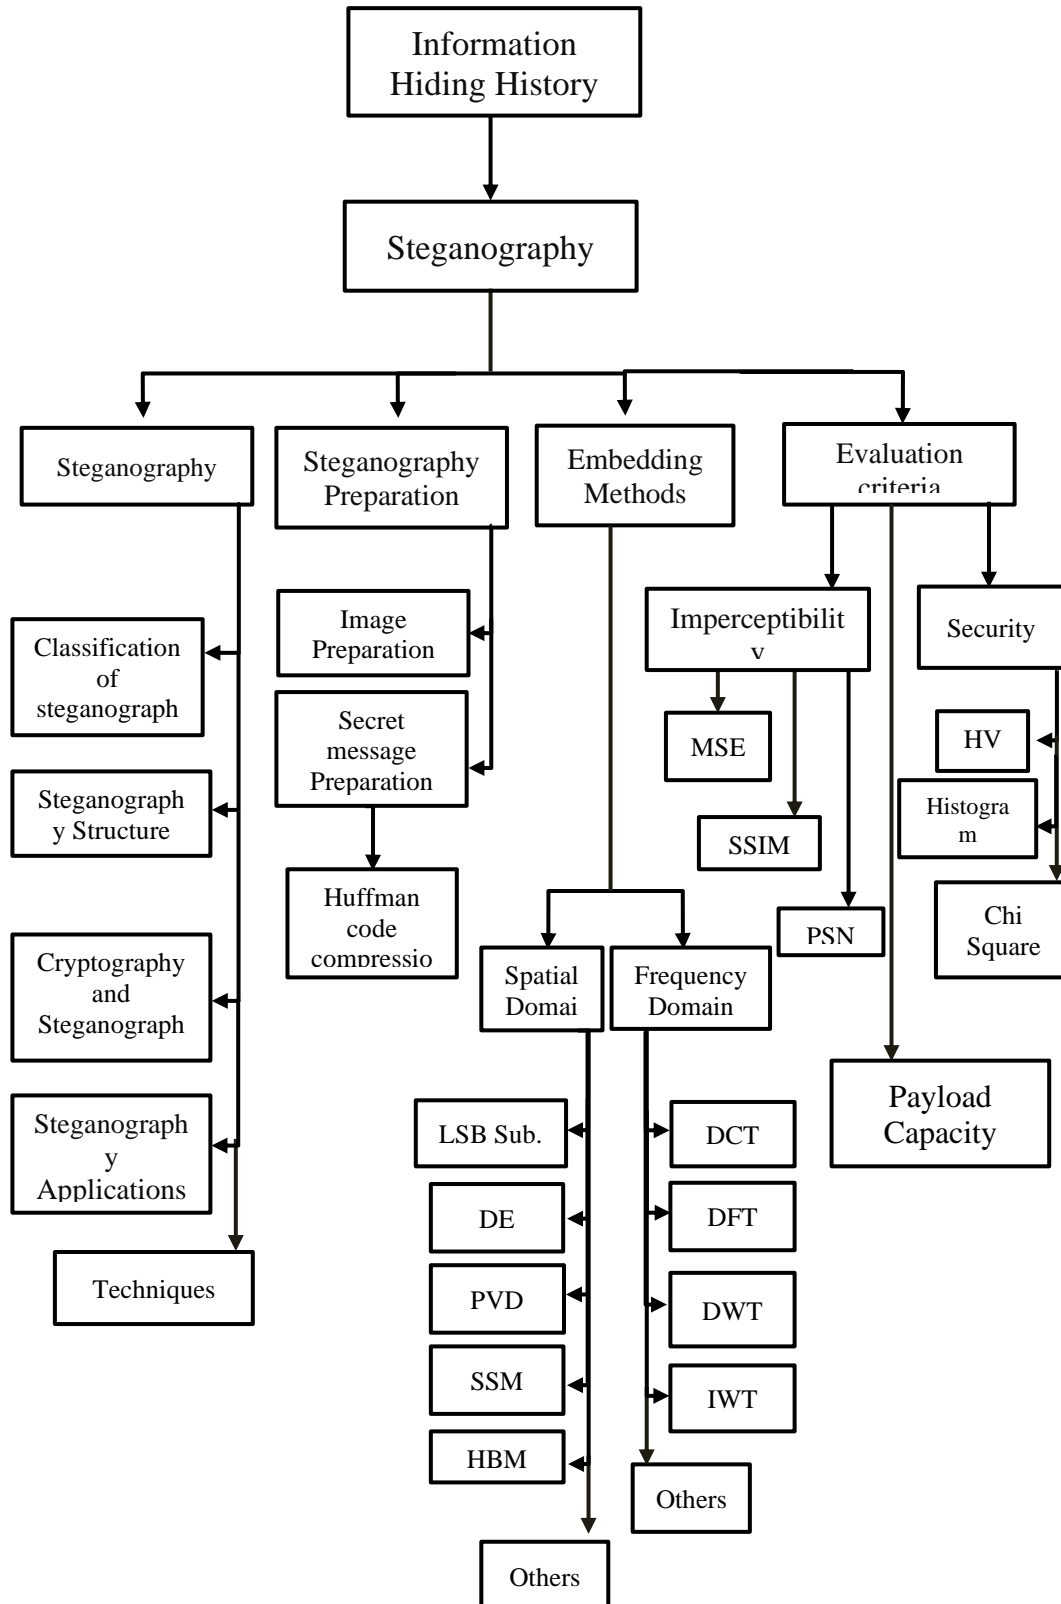 Information
Hiding History
Steganography
Steganography
Steganography
Preparation
Embedding
Methods
Evaluation
criteria
Classification
of
steganograph
Steganograph
y Structure
Cryptography
and
Steganograph
Steganograph
y
Applications
Techniques
Image
Preparation
Secret
message
Preparation
Huffman
code
compressio
Spatial
Domai
Frequency
Domain
LSB Sub.
DE
PVD
SSM
HBM
Others
DCT
DFT
DWT
IWT
Others
Imperceptibilit
y
MSE
SSIM
PSN
Security
HV
Histogra
m
Chi
Square
Payload
Capacity